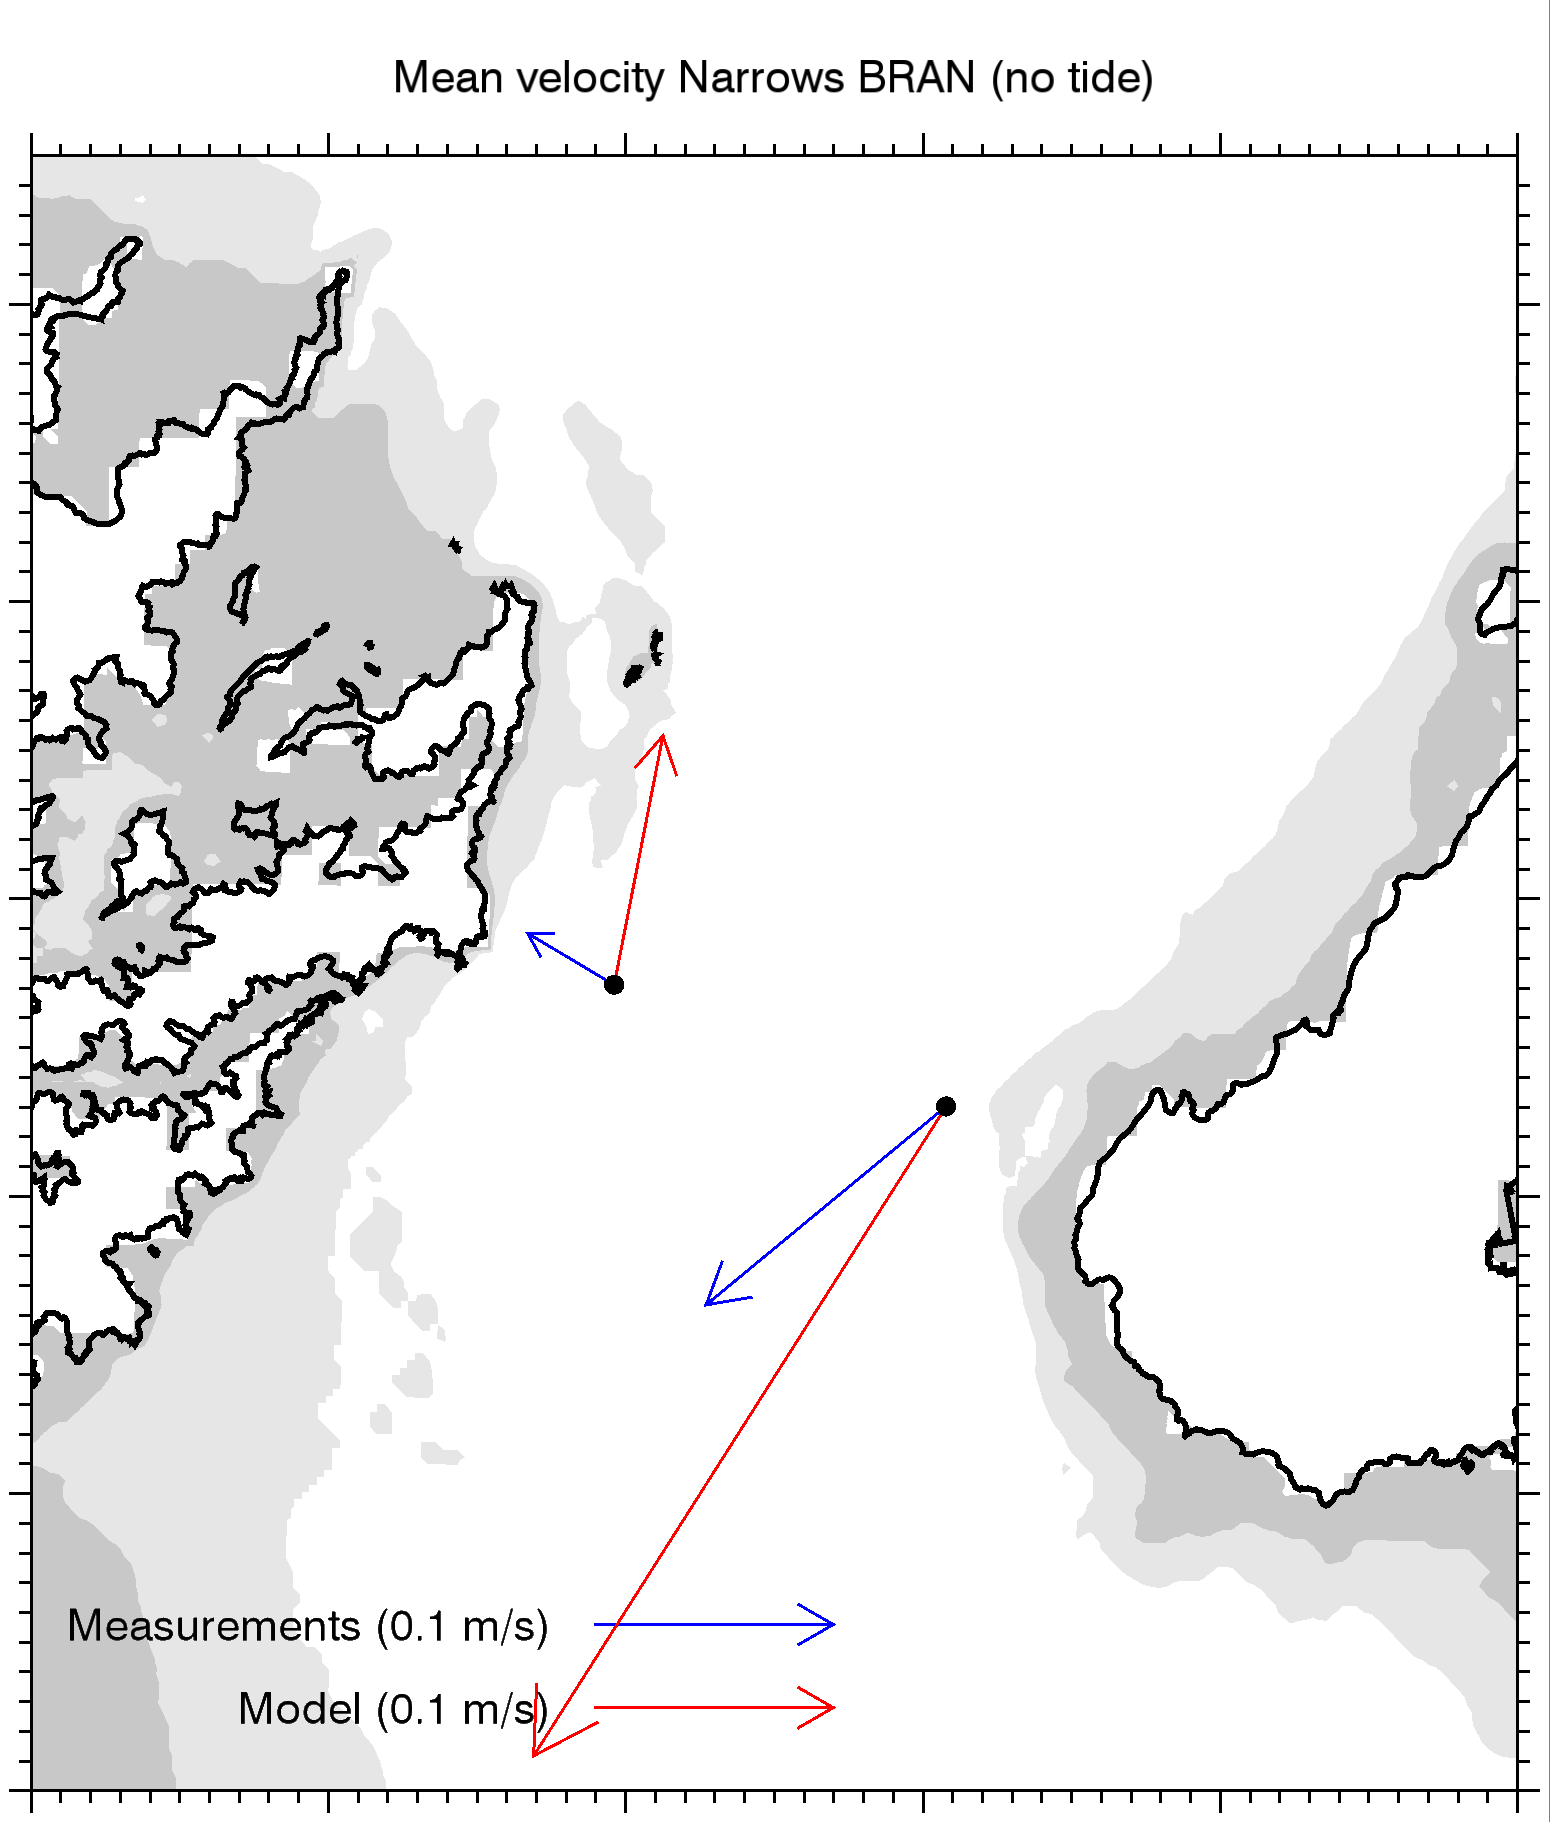 Mean velocity Narrows BRAN (no tide)
Measurements (0.1 m/s)
Model (0.1 m/s)